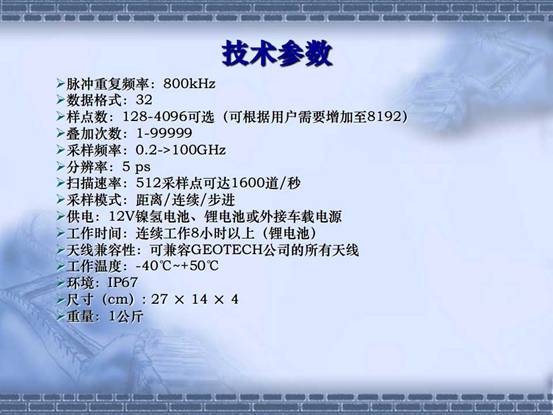 技术参数
脉冲重复频率：800kHz
数据格式：32
样点数：128-4096可选（可根据用户需要增加至8192）
叠加次数：1-99999
采样频率：0.2->100GHz
分辨率：5 ps
扫描速率：512采样点可达1600道/秒
采样模式：距离/连续/步进
供电：12V镍氢电池、锂电池或外接车载电源
工作时间：连续工作8小时以上（锂电池）
天线兼容性：可兼容GEOTECH公司的所有天线
工作温度：-40℃~+50℃
环境：IP67
尺寸（cm）: 27 × 14 × 4
重量：1公斤